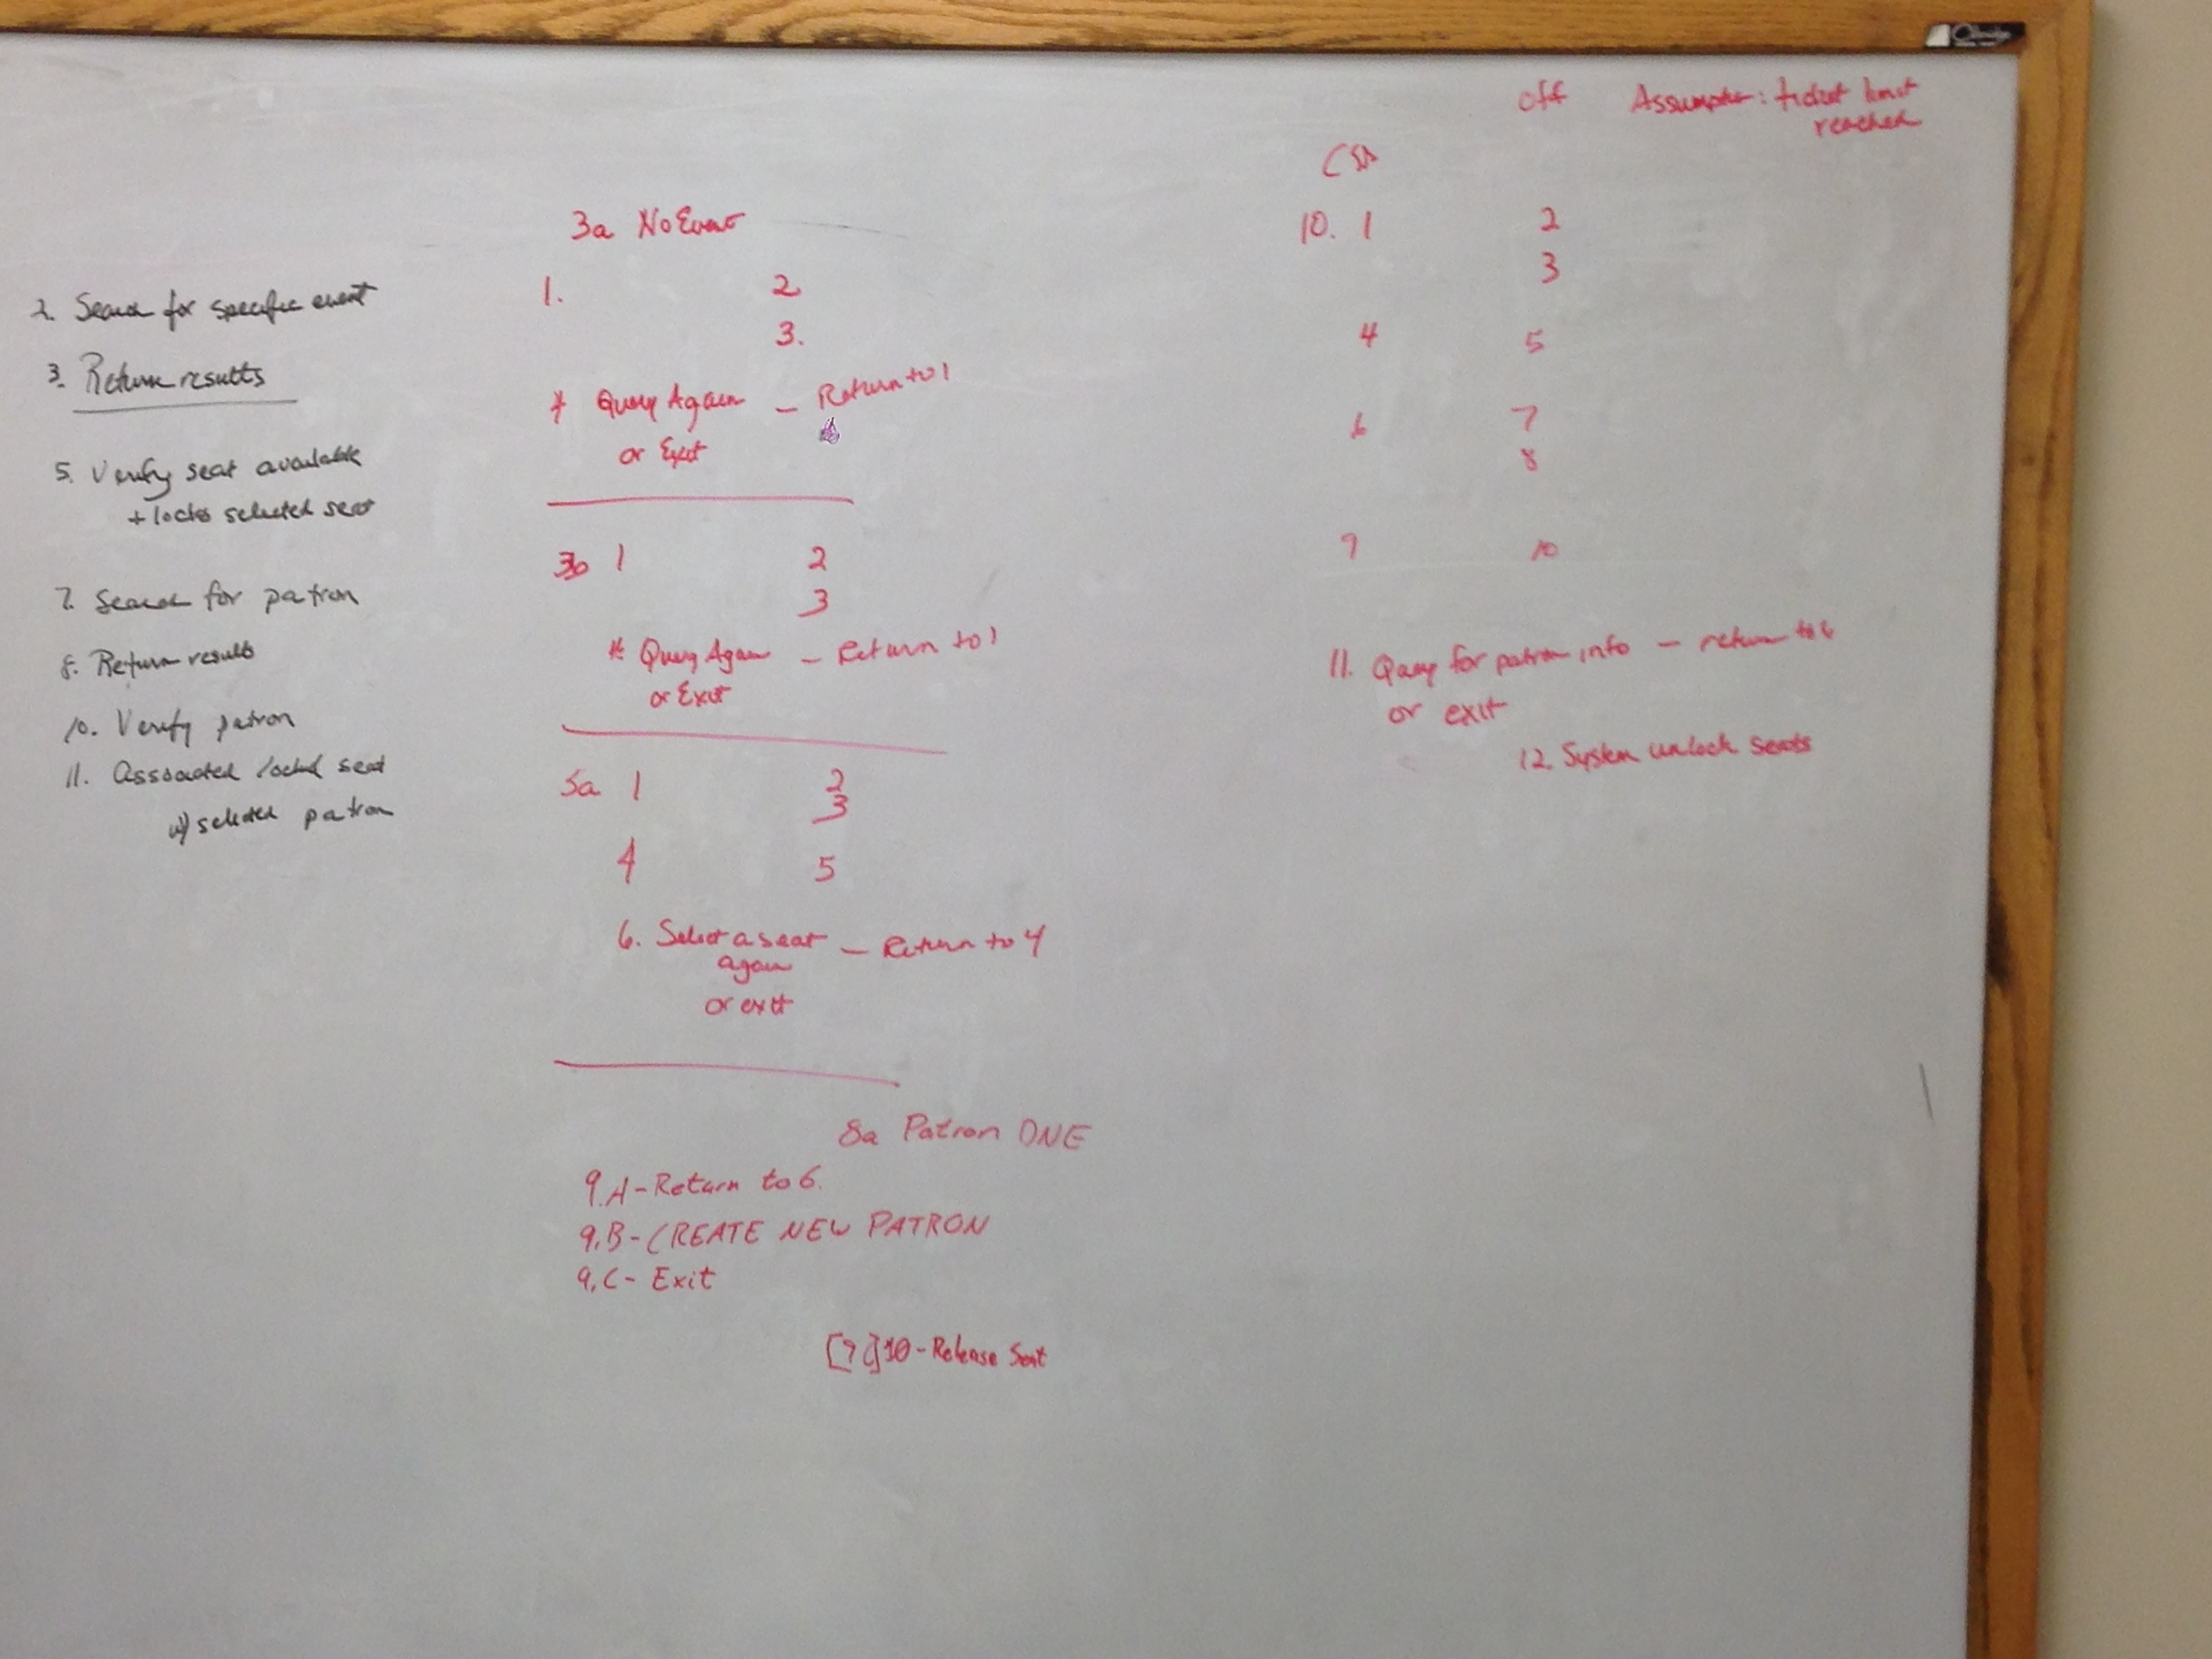 2. Search for specific event
3. Return results
5. Verify seat available
+ locks selected seat
7. Search for patron
8. Return results
10. Verify patron
11. Associated locked seat
w/ selected patron
3a No Event
1. 2
3.
* Query Again – Return to 1
or Exit
3b 1 2
3
* Query Again – Return to 1
or Exit
5a 1 2
3
4 5
6. Select a seat – Return to 4
again
or exit
8a Patron DNE
9.A-Return to 6.
9.B-CREATE NEW PATRON
9.C- Exit
10-Release Seat
off Assumption: ticket limit
reached
10. 1 2
3
4 5
6 7
8
9 10
11. Query for patron info – return to 6
or exit
12. System unlock seats